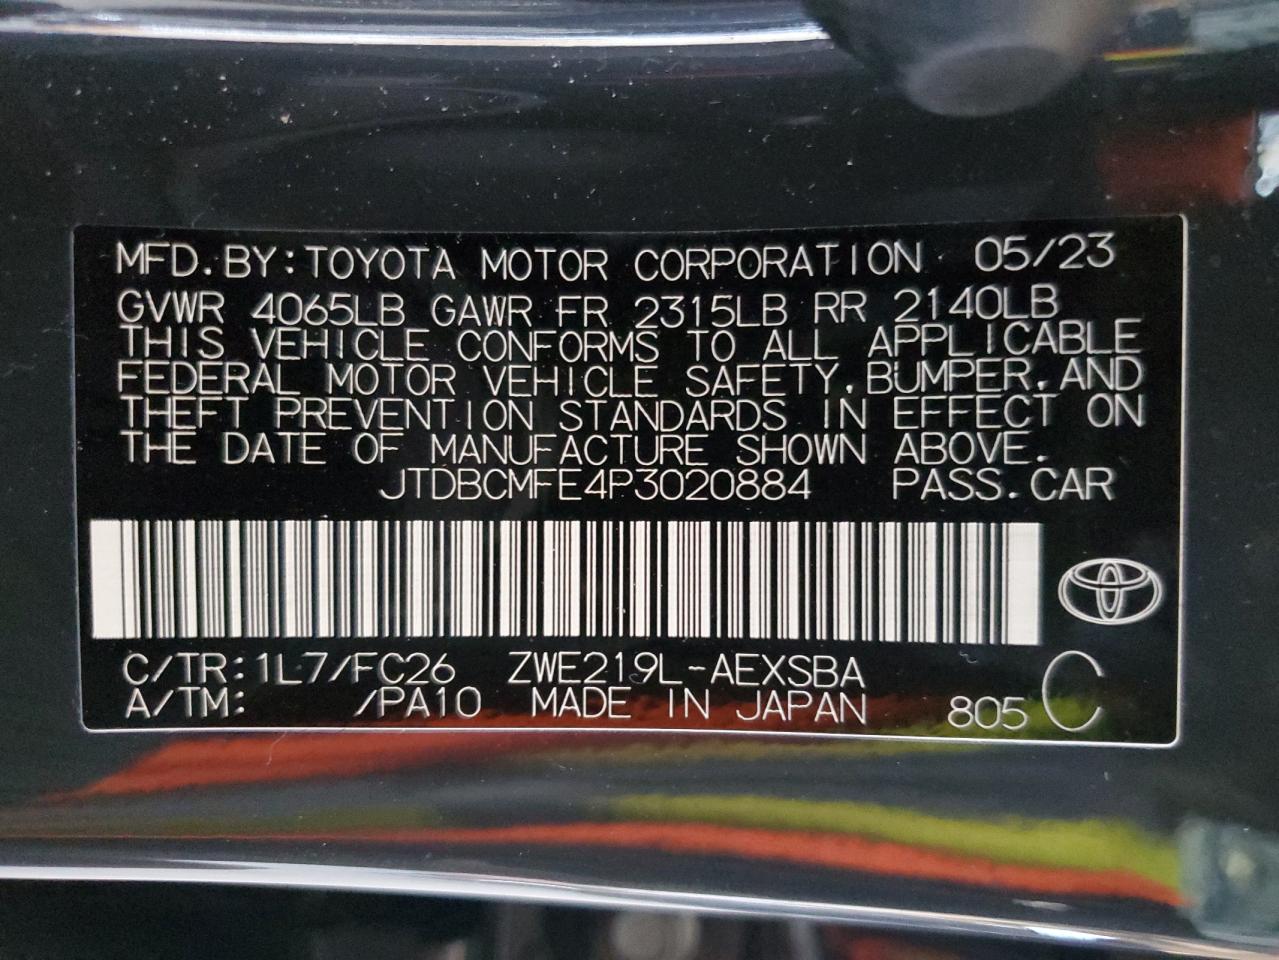 MFD.BY:TOYOTA MOTOR CORPORATION 05/23
GVWR 4065LB GAWR FR 2315LB RR 2140LB
THIS VEHICLE CONFORMS TO ALL APPLICABLE
FEDERAL MOTOR VEHICLE SAFETY,BUMPER,AND
THEFT PREVENTION STANDARDS IN EFFECT ON
THE DATE OF MANUFACTURE SHOWN ABOVE.
JTDBCMFE4P3020884 PASS.CAR
C/TR:1L7/FC26 ZWE219L-AEXSBA
A/TM: /PA10 MADE IN JAPAN 805 C